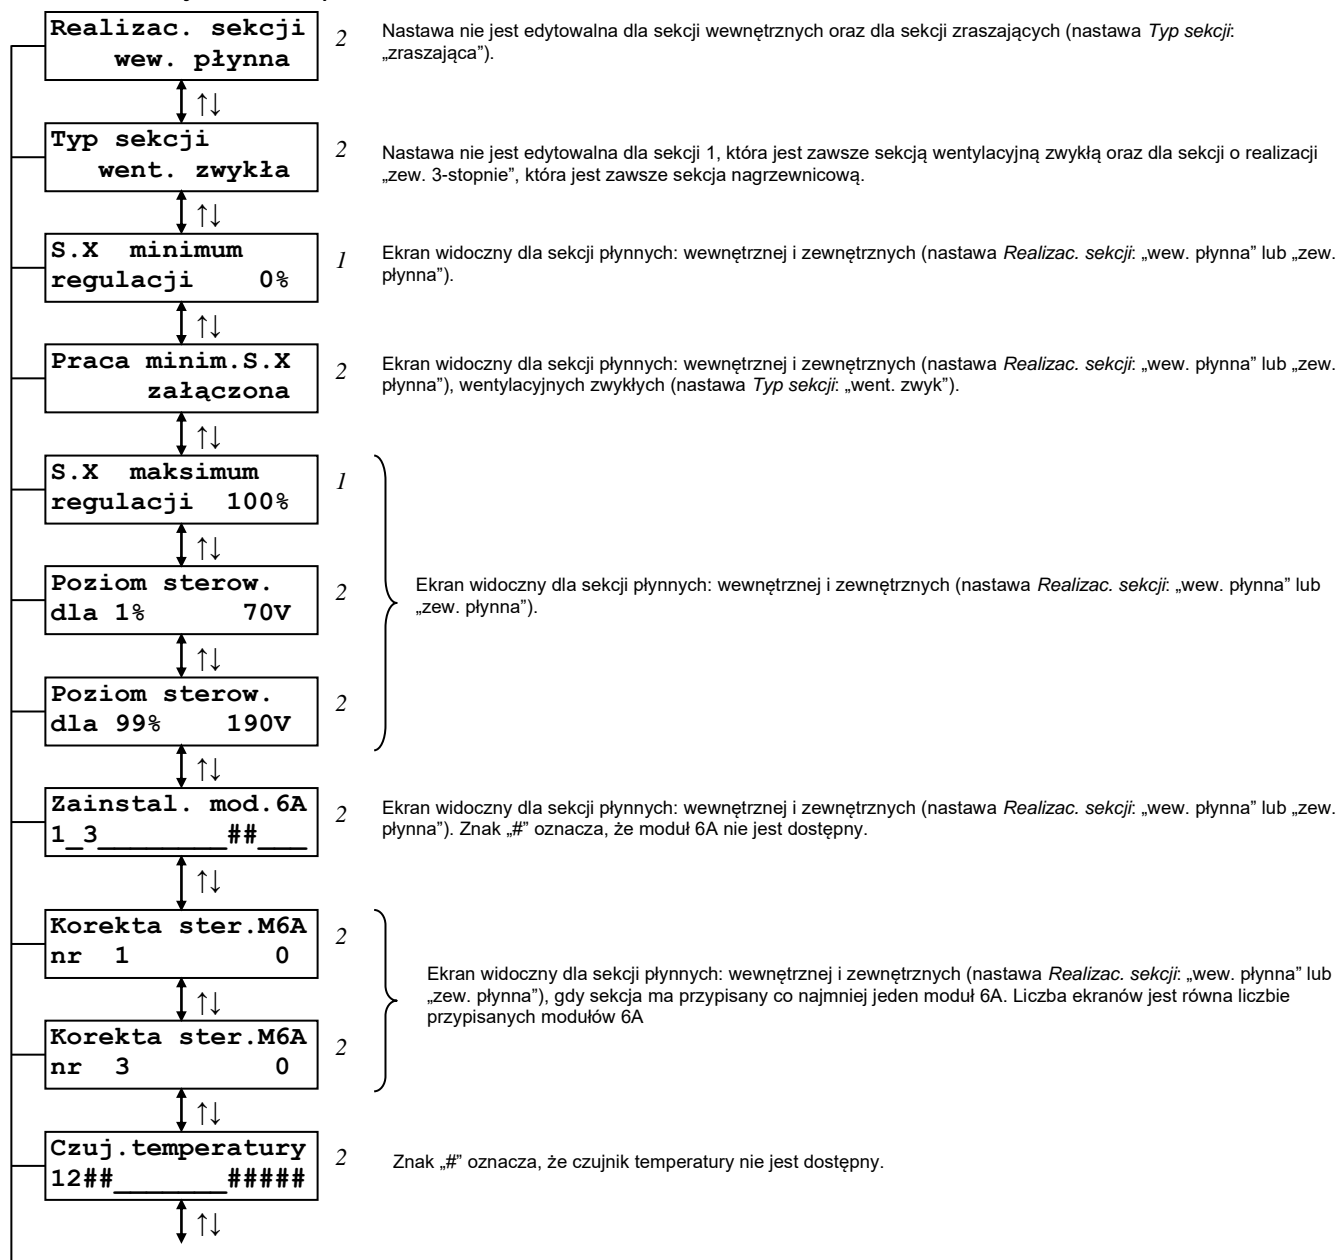 Realizac. sekcji
wew. płynna
2
Nastawa nie jest edytowalna dla sekcji wewnętrznych oraz dla sekcji zraszających (nastawa Typ sekcji:
„zraszająca”).
↑↓
Typ sekcji
went. zwykła
2
Nastawa nie jest edytowalna dla sekcji 1, która jest zawsze sekcją wentylacyjną zwykłą oraz dla sekcji o realizacji
„zew. 3-stopnie”, która jest zawsze sekcja nagrzewnicową.
↑↓
S.X minimum
regulacji 0%
1
Ekran widoczny dla sekcji płynnych: wewnętrznej i zewnętrznych (nastawa Realizac. sekcji: „wew. płynna” lub „zew.
płynna”).
↑↓
Praca minim.S.X
załączona
2
Ekran widoczny dla sekcji płynnych: wewnętrznej i zewnętrznych (nastawa Realizac. sekcji: „wew. płynna” lub „zew.
płynna”), wentylacyjnych zwykłych (nastawa Typ sekcji: „went. zwyk”).
↑↓
S.X maksimum
regulacji 100%
1
↑↓
Poziom sterow.
dla 1% 70V
2
Ekran widoczny dla sekcji płynnych: wewnętrznej i zewnętrznych (nastawa Realizac. sekcji: „wew. płynna” lub
„zew. płynna”).
↑↓
Poziom sterow.
dla 99% 190V
2
↑↓
Zainstal. mod.6A
1_3________##___
2
Ekran widoczny dla sekcji płynnych: wewnętrznej i zewnętrznych (nastawa Realizac. sekcji: „wew. płynna” lub „zew.
płynna”). Znak „#” oznacza, że moduł 6A nie jest dostępny.
↑↓
Korekta ster.M6A
nr 1 0
2
Ekran widoczny dla sekcji płynnych: wewnętrznej i zewnętrznych (nastawa Realizac. sekcji: „wew. płynna” lub
„zew. płynna”), gdy sekcja ma przypisany co najmniej jeden moduł 6A. Liczba ekranów jest równa liczbie
przypisanych modułów 6A
↑↓
Korekta ster.M6A
nr 3 0
2
↑↓
Czuj.temperatury
12##_______#####
2
Znak „#” oznacza, że czujnik temperatury nie jest dostępny.
↑↓